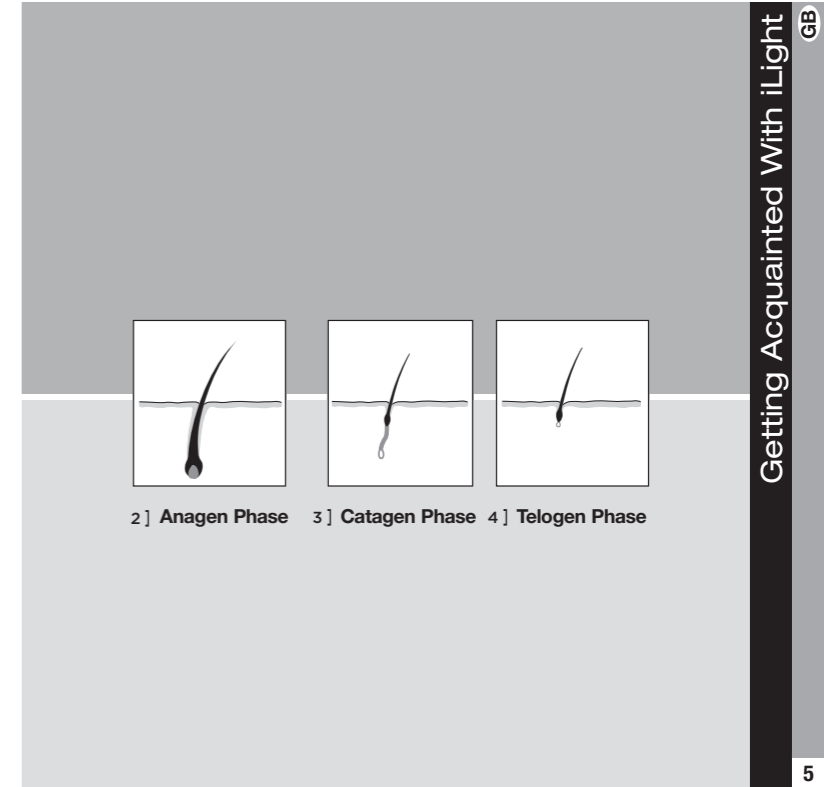 GB
Getting Acquainted With iLight
2 ] Anagen Phase 3 ] Catagen Phase 4 ] Telogen Phase
5